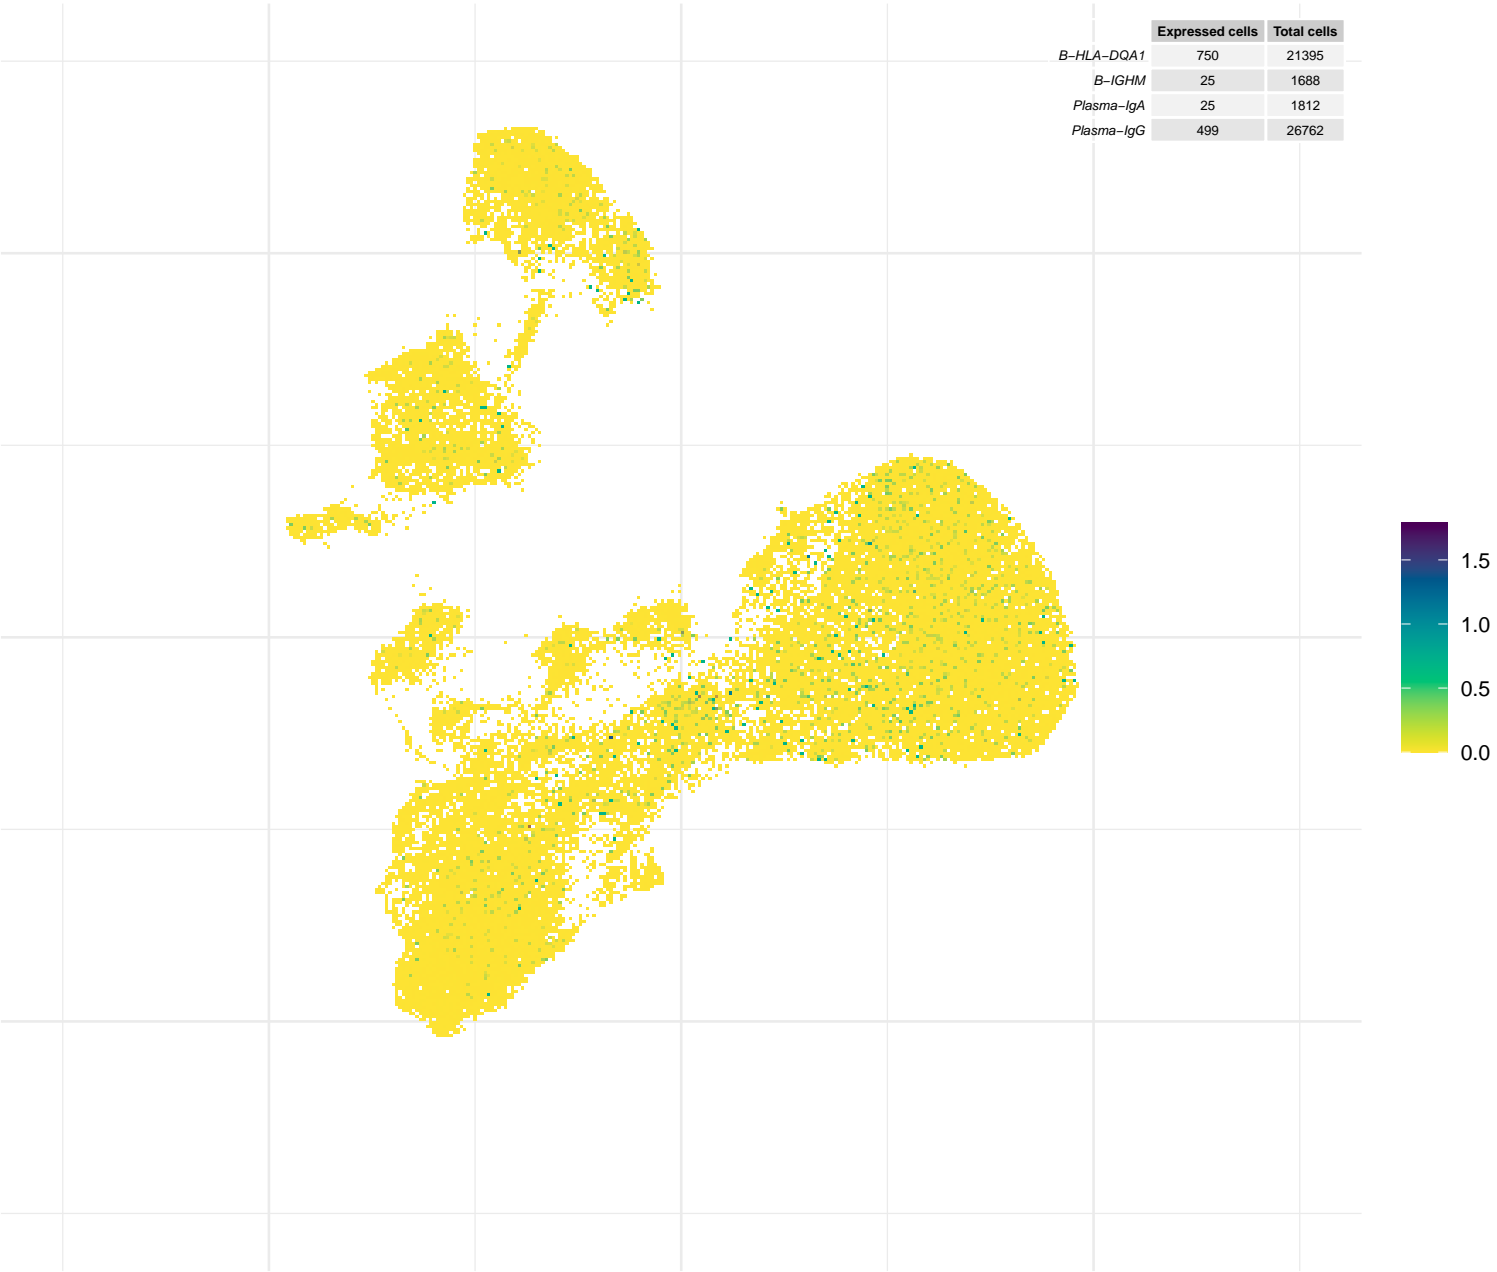 Expressed cells Total cells
B−HLA−DQA1 750 21395
B−IGHM 25 1688
Plasma−IgA 25 1812
Plasma−IgG 499 26762
1.5
1.0
0.5
0.0